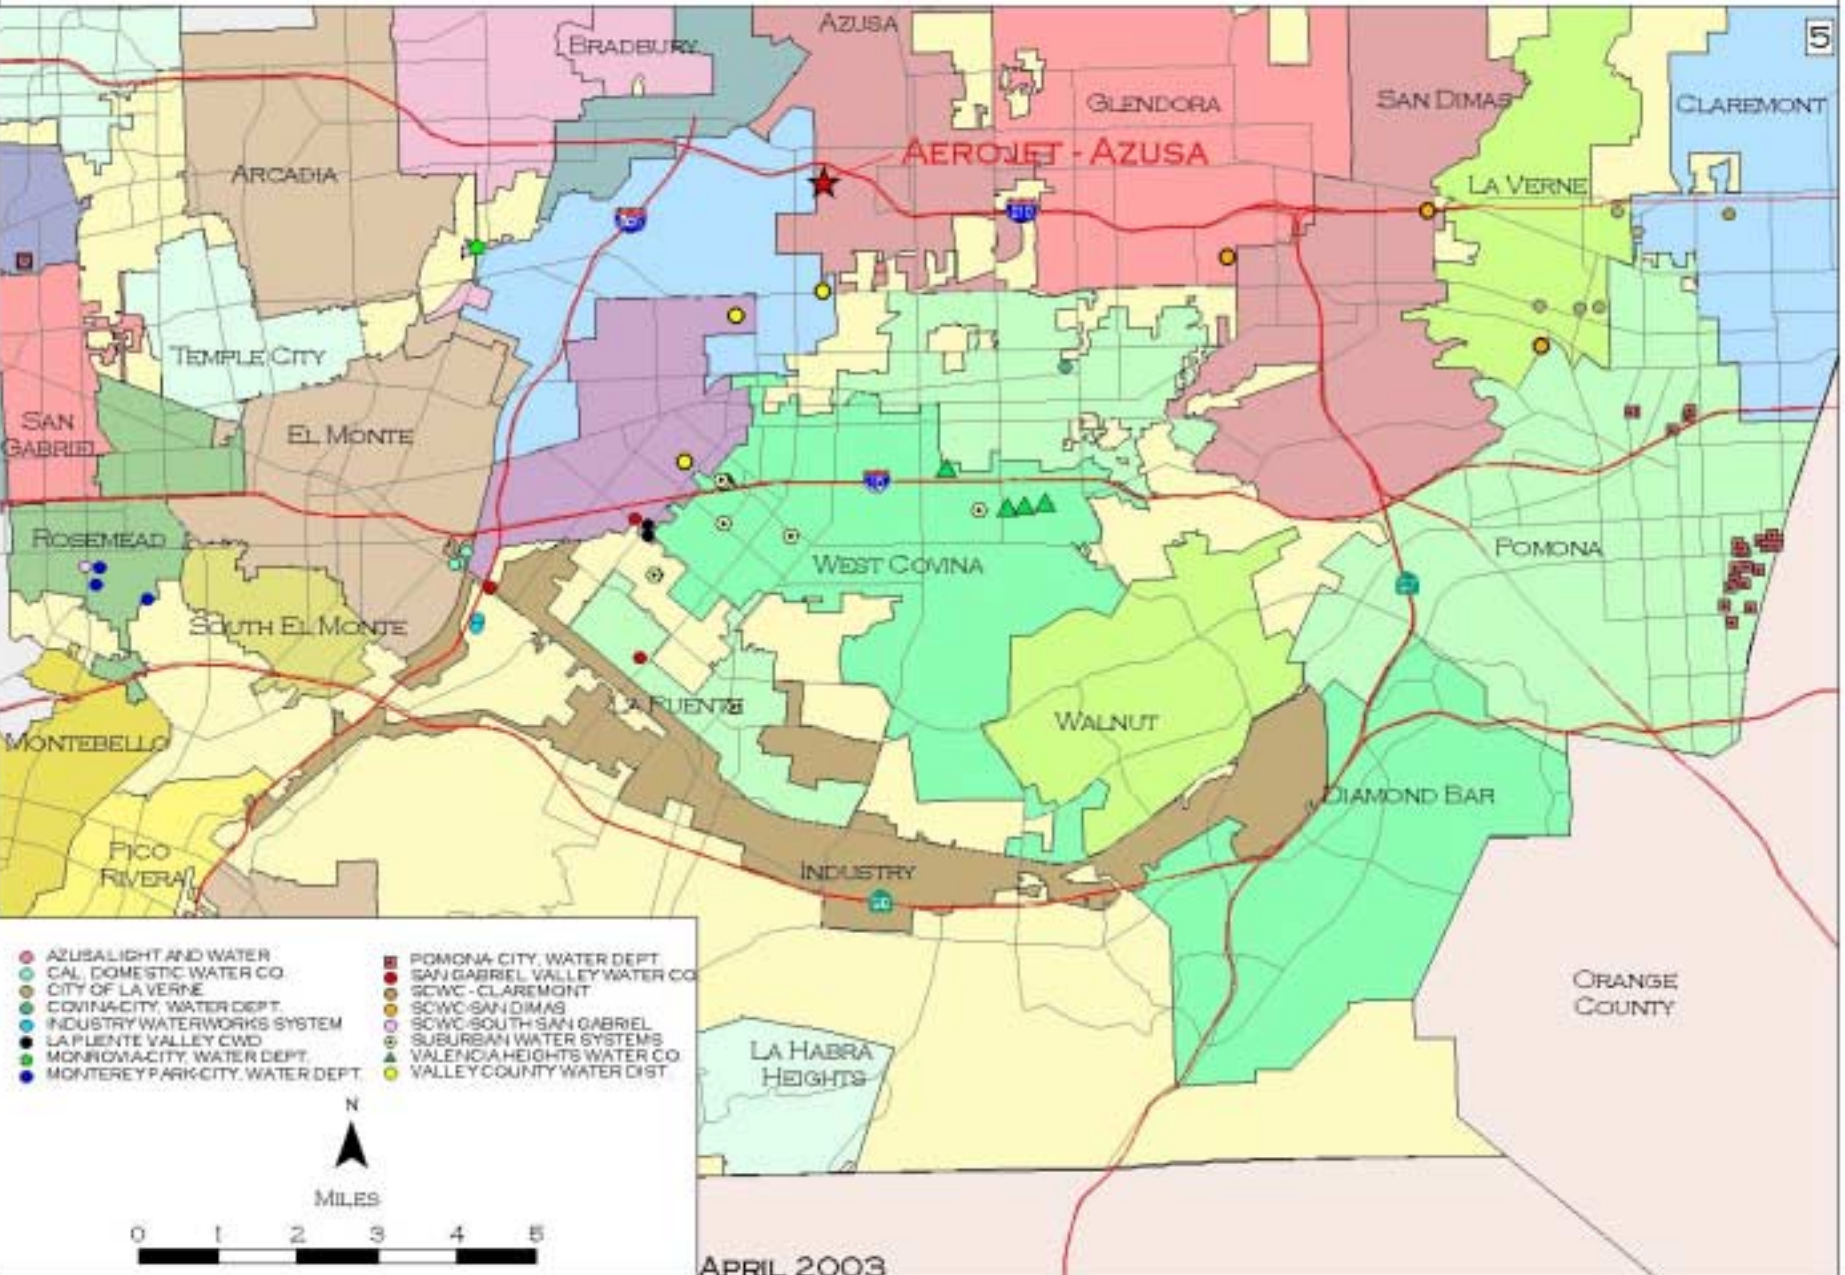 AZUSA
BRADBURY
5
GLENDORA
SAN DIMAS
CLAREMONT
AEROJET - AZUSA
ARCADIA
LA VERNE
210
TEMPLE CITY
SAN
GABRIEL
EL MONTE
10
ROSEMEAD
WEST COVINA
POMONA
SOUTH EL MONTE
LA PUENTE
WALNUT
MONTEBELLO
DIAMOND BAR
PICO
RIVERA
INDUSTRY
60
ORANGE
COUNTY
LA HABRA
HEIGHTS
AZUSA LIGHT AND WATER
CAL. DOMESTIC WATER CO.
CITY OF LA VERNE
COVINA-CITY, WATER DEPT.
INDUSTRY WATERWORKS SYSTEM
LA PUENTE VALLEY CWD
MONROVIA-CITY, WATER DEPT.
MONTEREY PARK-CITY, WATER DEPT.
POMONA-CITY, WATER DEPT.
SAN GABRIEL VALLEY WATER CO
SCWC - CLAREMONT
SCWC-SAN DIMAS
SCWC-SOUTH SAN GABRIEL
SUBURBAN WATER SYSTEMS
VALENCIA HEIGHTS WATER CO.
VALLEY COUNTY WATER DIST.
N
MILES
0 1 2 3 4 5
APRIL 2003